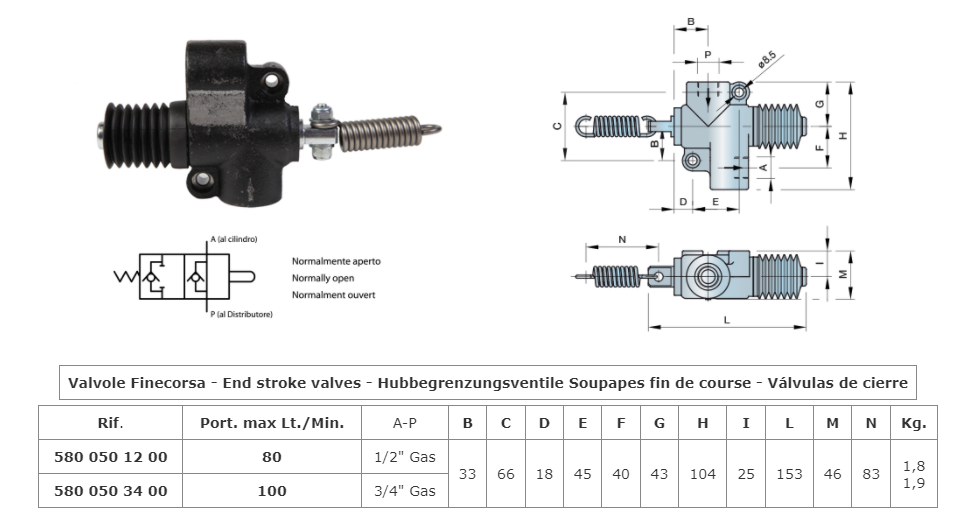 B
P
ø8,5
C
B
G
F
H
A
D
E
A (al cilindro)
Normalmente aperto
Normally open
Normalment ouvert
P (al Distributore)
N
I
M
L
Valvole Finecorsa - End stroke valves - Hubbegrenzungsventile Soupapes fin de course - Válvulas de cierre
Rif. Port. max Lt./Min. A-P B C D E F G H I L M N Kg.
580 050 12 00 80 1/2" Gas 33 66 18 45 40 43 104 25 153 46 83 1,8
580 050 34 00 100 3/4" Gas 1,9